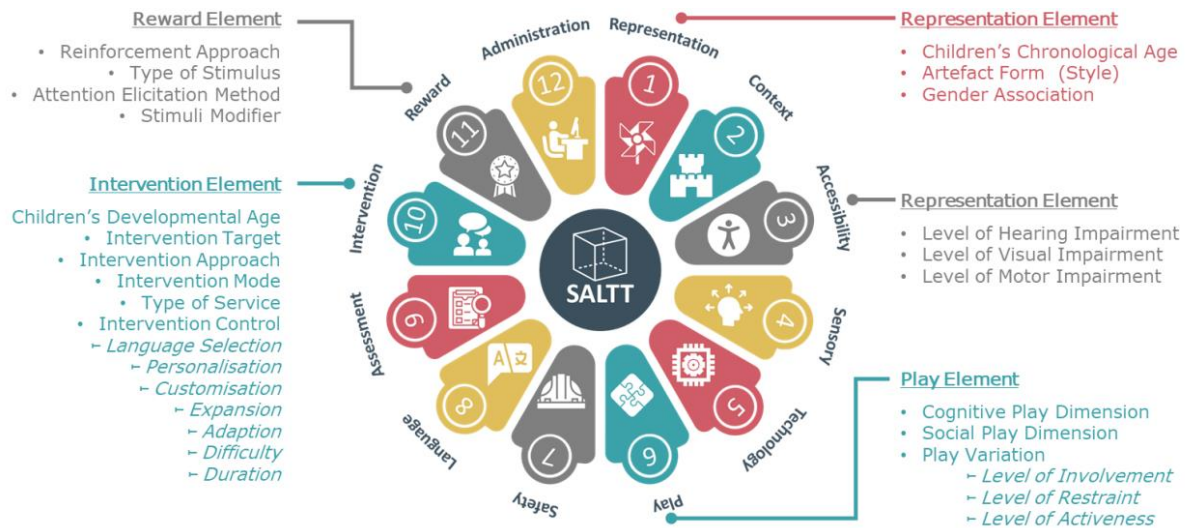 Reward Element
• Reinforcement Approach
• Type of Stimulus
• Attention Elicitation Method
• Stimuli Modifier
Intervention Element
Children's Developmental Age
• Intervention Target
• Intervention Approach
• Intervention Mode
• Type of Service
• Intervention Control
Language Selection
Personalisation
Customisation
Expansion
Adaption
Difficulty
Duration
Administration
Representation
Context
Accessibility
Sensory
Technology
Play
Safety
Language
Assessment
Intervention
Reward
12
1
2
3
4
5
6
7
8
9
10
11
A 文
SALTT
Representation Element
• Children's Chronological Age
• Artefact Form (Style)
• Gender Association
Representation Element
• Level of Hearing Impairment
• Level of Visual Impairment
• Level of Motor Impairment
Play Element
• Cognitive Play Dimension
• Social Play Dimension
• Play Variation
Level of Involvement
Level of Restraint
Level of Activeness